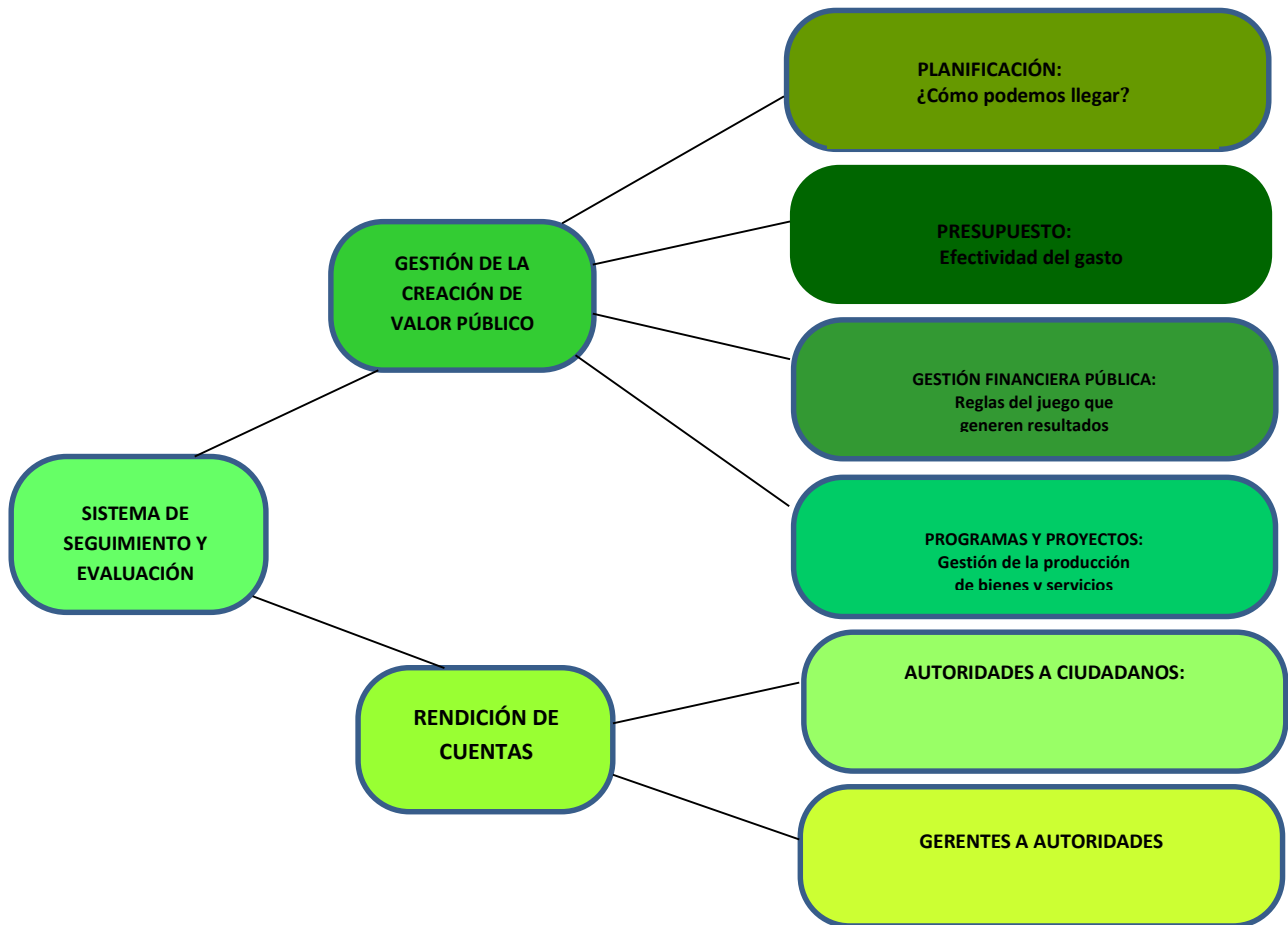 PLANIFICACIÓN:
¿Cómo podemos llegar?
PRESUPUESTO:
Efectividad del gasto
GESTIÓN DE LA
CREACIÓN DE
VALOR PÚBLICO
GESTIÓN FINANCIERA PÚBLICA:
Reglas del juego que
generen resultados
SISTEMA DE
SEGUIMIENTO Y
EVALUACIÓN
PROGRAMAS Y PROYECTOS:
Gestión de la producción
de bienes y servicios
RENDICIÓN DE
CUENTAS
AUTORIDADES A CIUDADANOS:
GERENTES A AUTORIDADES